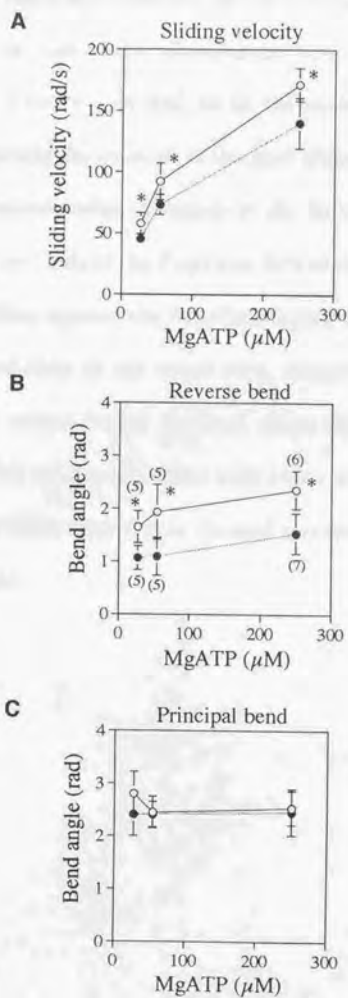 A
Sliding velocity
Sliding velocity (rad/s)
200
150
100
50
0
*
*
*
0 100 200 300
MgATP (µM)
B
Reverse bend
Bend angle (rad)
4
3
2
1
0
(5) (5) (6)
* * *
(5) (5) (7)
0 100 200 300
MgATP (µM)
C
Principal bend
Bend angle (rad)
4
3
2
1
0
0 100 200 300
MgATP (µM)